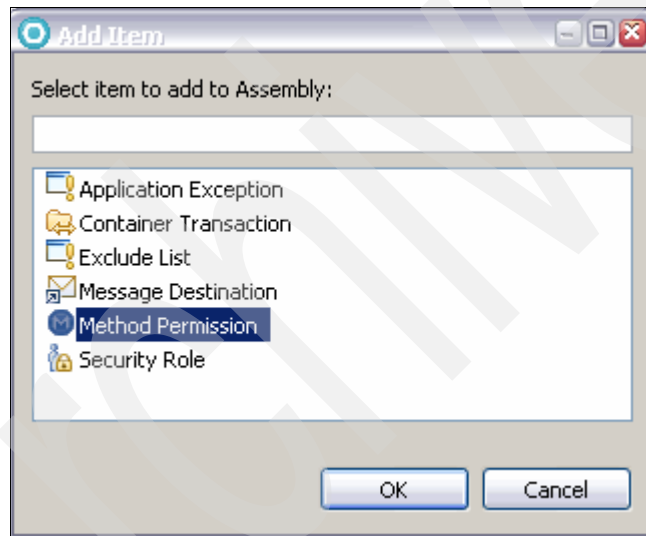 Add Item
Select item to add to Assembly:
Application Exception
Container Transaction
Exclude List
Message Destination
Method Permission
Security Role
OK
Cancel